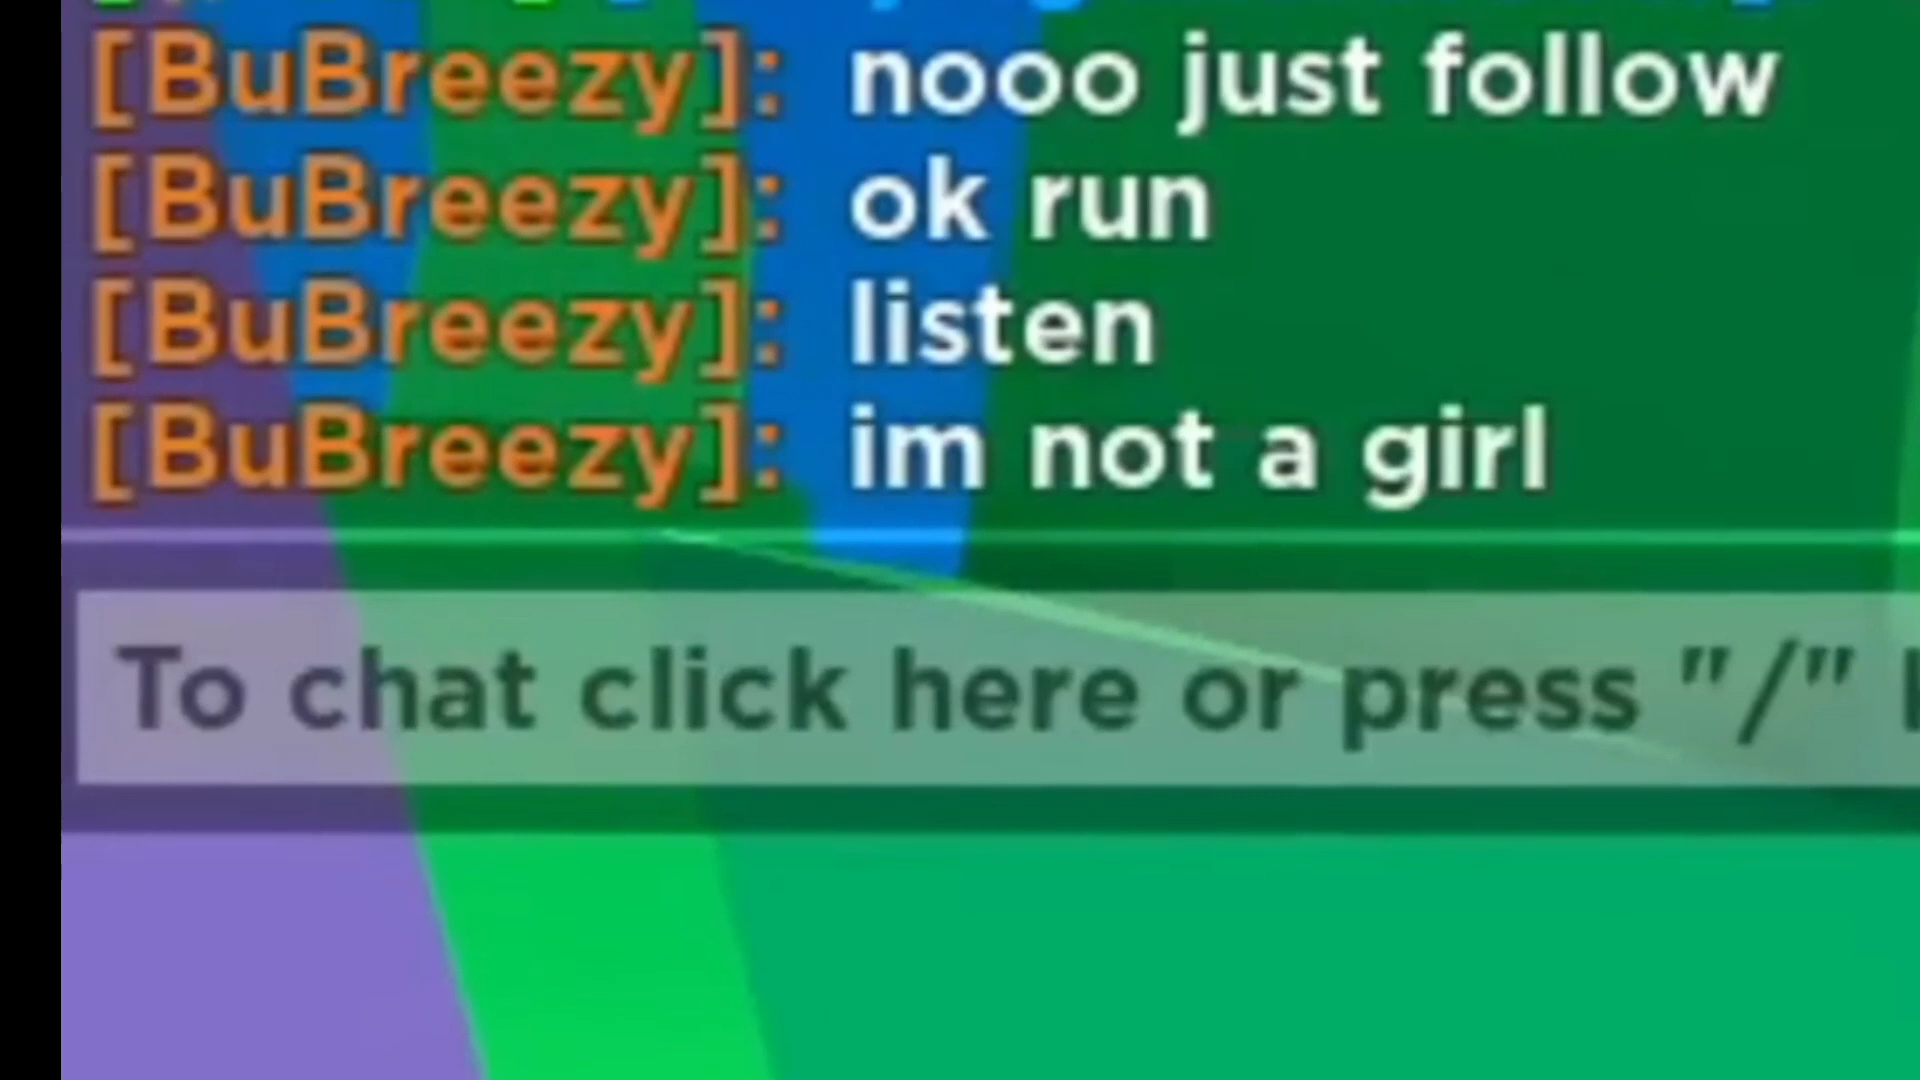 [BuBreezy]: nooo just follow
[BuBreezy]: ok run
[BuBreezy]: listen
[BuBreezy]: im not a girl
To chat click here or press "/"